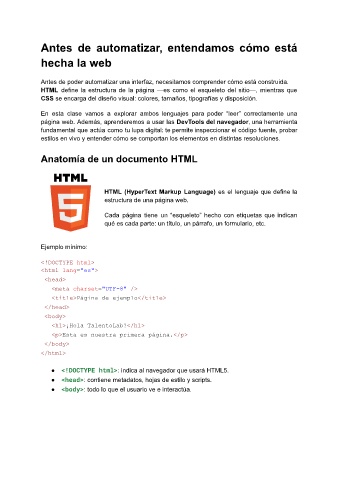 Antes de automatizar, entendamos cómo está
hecha la web
Antes de poder automatizar una interfaz, necesitamos comprender cómo está construida.
HTML define la estructura de la página —es como el esqueleto del sitio—, mientras que
CSS se encarga del diseño visual: colores, tamaños, tipografías y disposición.
En esta clase vamos a explorar ambos lenguajes para poder “leer” correctamente una
página web. Además, aprenderemos a usar las DevTools del navegador, una herramienta
fundamental que actúa como tu lupa digital: te permite inspeccionar el código fuente, probar
estilos en vivo y entender cómo se comportan los elementos en distintas resoluciones.
Anatomía de un documento HTML
HTML
5
HTML (HyperText Markup Language) es el lenguaje que define la
estructura de una página web.
Cada página tiene un “esqueleto” hecho con etiquetas que indican
qué es cada parte: un título, un párrafo, un formulario, etc.
Ejemplo mínimo:
<!DOCTYPE html>
<html lang="es">
<head>
<meta charset="UTF-8" />
<title>Página de ejemplo</title>
</head>
<body>
<h1>¡Hola TalentoLab!</h1>
<p>Esta es nuestra primera página.</p>
</body>
</html>
● <!DOCTYPE html>: indica al navegador que usará HTML5.
● <head>: contiene metadatos, hojas de estilo y scripts.
● <body>: todo lo que el usuario ve e interactúa.